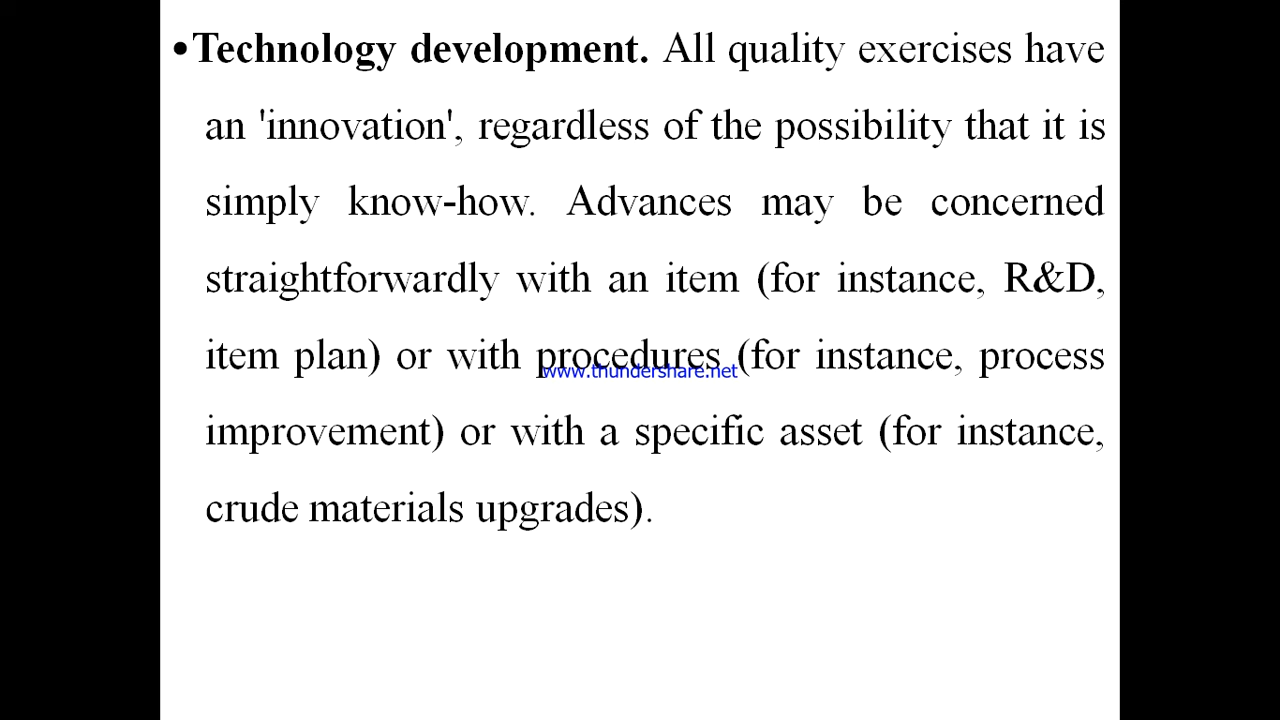 •Technology development. All quality exercises have
an 'innovation', regardless of the possibility that it is
simply know-how. Advances may be concerned
straightforwardly with an item (for instance, R&D,
item plan) or with procedures (for instance, process
www.thundershare.net
improvement) or with a specific asset (for instance,
crude materials upgrades).